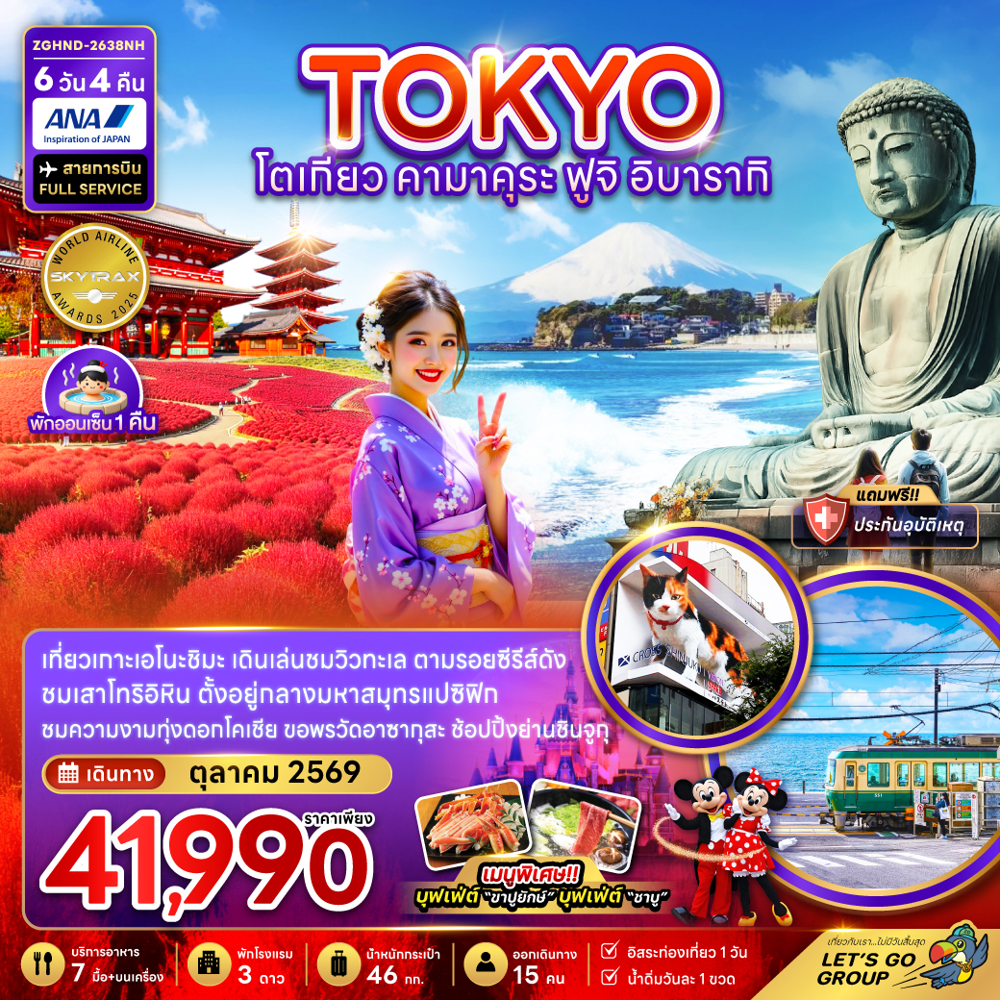 ZGHND-2638NH
6 วัน 4 คืน
ANA
Inspiration of JAPAN
สายการบิน
FULL SERVICE
TOKYO
โตเกียว คามาคุระ ฟูจิ อิบารากิ
WORLD AIRLINE
SKYTRAX
AWARDS 2025
พักออนเซ็น 1 คืน
แถมฟรี!!
ประกันอุบัติเหตุ
CROSS SHINJUKU
เที่ยวเกาะเอโนะชิมะ เดินเล่นชมวิวทะเล ตามรอยซีรีส์ดัง
ชมเสาโทริอิหิน ตั้งอยู่กลางมหาสมุทรแปซิฟิก
ชมความงามทุ่งดอกโคเชีย ขอพรวัดอาซากุสะ ช้อปปิ้งย่านชินจูกุ
เดินทาง ตุลาคม 2569
ราคาเพียง
41,990
เมนูพิเศษ!!
บุฟเฟ่ต์ "ขาปูยักษ์" บุฟเฟ่ต์ "ชาบู"
บริการอาหาร
7 มื้อ+บนเครื่อง
พักโรงแรม
3 ดาว
น้ำหนักกระเป๋า
46 กก.
ออกเดินทาง
15 คน
อิสระท่องเที่ยว 1 วัน
น้ำดื่มวันละ 1 ขวด
เที่ยวกับเรา...ไม่มีวันสิ้นสุด
LET'S GO
GROUP